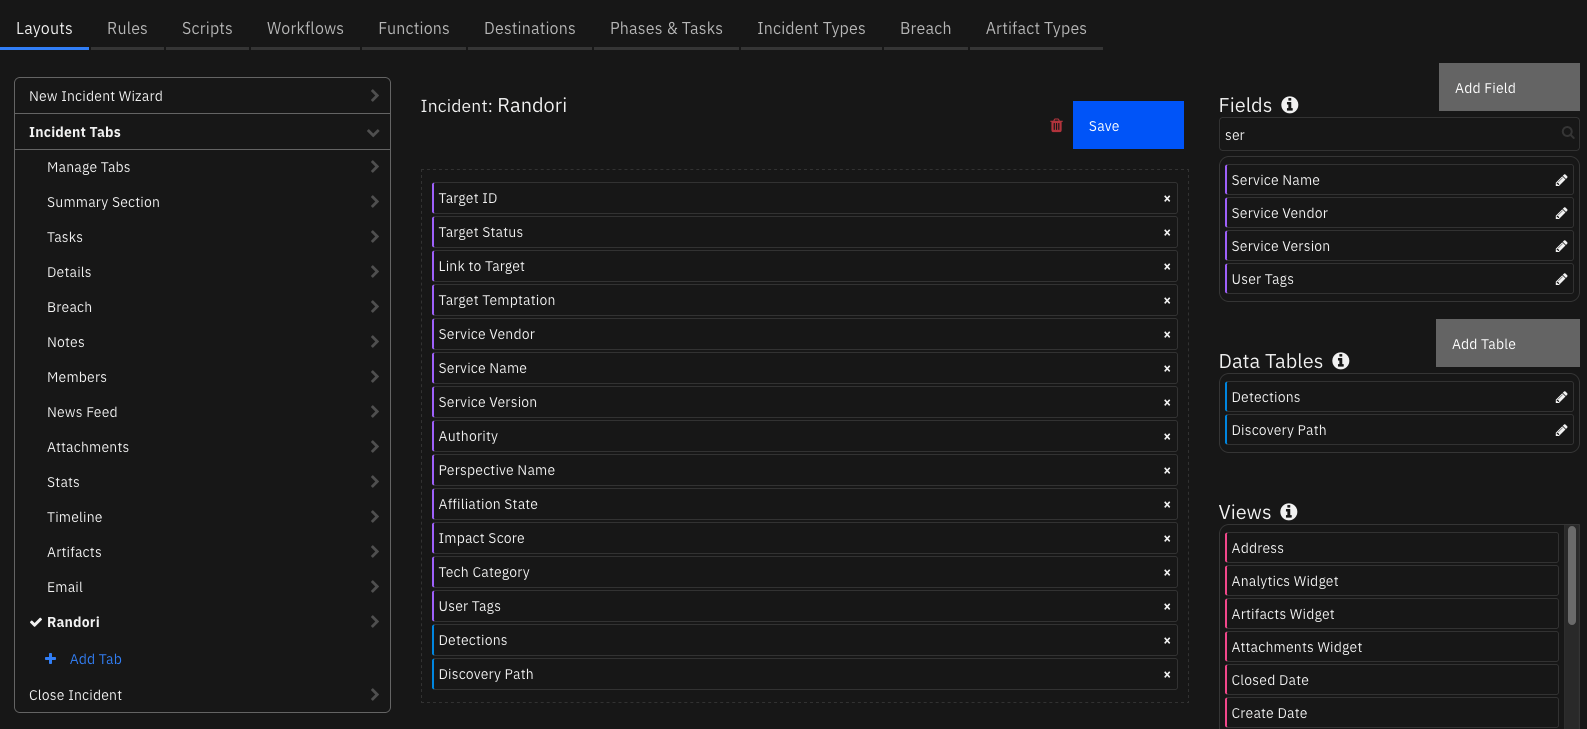 Layouts
Rules
Scripts
Workflows
Functions
Destinations
Phases & Tasks
Incident Types
Breach
Artifact Types
New Incident Wizard
Incident Tabs
Manage Tabs
Summary Section
Tasks
Details
Breach
Notes
Members
News Feed
Attachments
Stats
Timeline
Artifacts
Email
Randori
Add Tab
Close Incident
Incident: Randori
Save
Target ID
Target Status
Link to Target
Target Temptation
Service Vendor
Service Name
Service Version
Authority
Perspective Name
Affiliation State
Impact Score
Tech Category
User Tags
Detections
Discovery Path
Add Field
Fields
ser
Service Name
Service Vendor
Service Version
User Tags
Add Table
Data Tables
Detections
Discovery Path
Views
Address
Analytics Widget
Artifacts Widget
Attachments Widget
Closed Date
Create Date